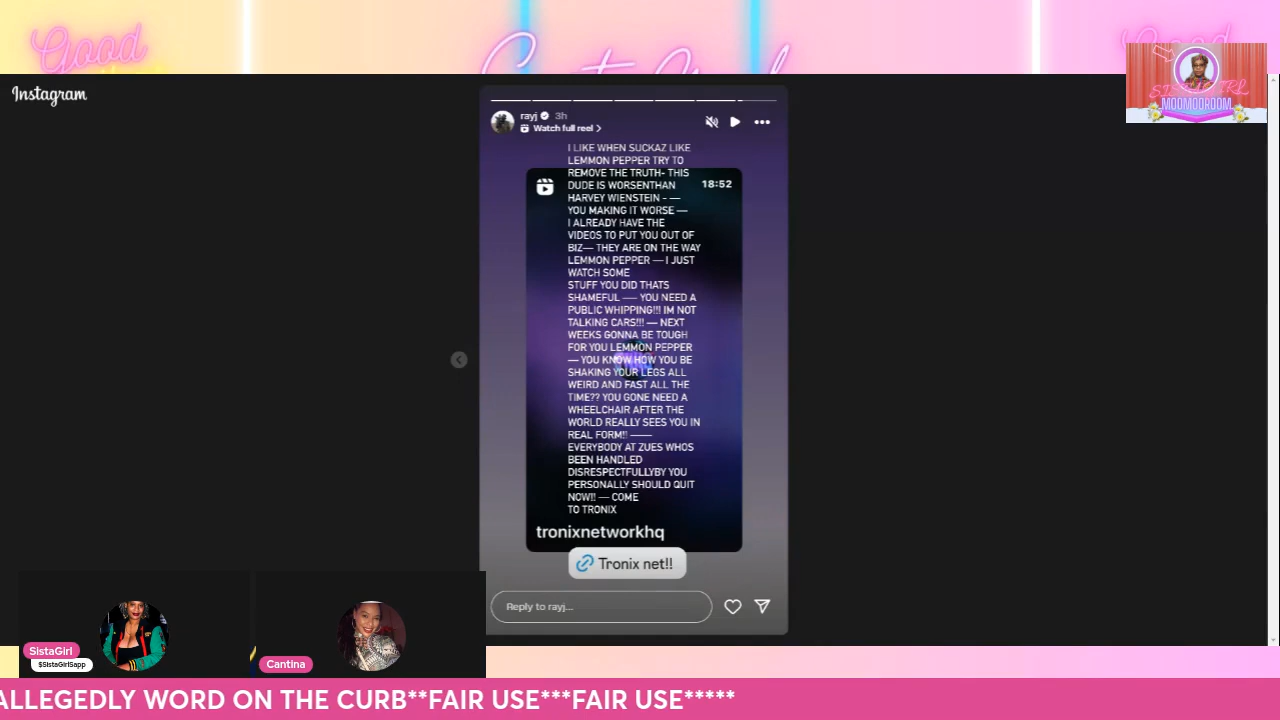 Good
Instagram
rayj 3h
Watch full reel
I LIKE WHEN SUCKAZ LIKE
LEMMON PEPPER TRY TO
REMOVE THE TRUTH- THIS
DUDE IS WORSENTHAN
HARVEY WIENSTEIN - —
YOU MAKING IT WORSE —
I ALREADY HAVE THE
VIDEOS TO PUT YOU OUT OF
BIZ— THEY ARE ON THE WAY
LEMMON PEPPER — I JUST
WATCH SOME
STUFF YOU DID THATS
SHAMEFUL —- YOU NEED A
PUBLIC WHIPPING!!! IM NOT
TALKING CARS!!! — NEXT
WEEKS GONNA BE TOUGH
FOR YOU LEMMON PEPPER
— YOU KNOW HOW YOU BE
SHAKING YOUR LEGS ALL
WEIRD AND FAST ALL THE
TIME?? YOU GONE NEED A
WHEELCHAIR AFTER THE
WORLD REALLY SEES YOU IN
REAL FORM!! ——
EVERYBODY AT ZUES WHOS
BEEN HANDLED
DISRESPECTFULLYBY YOU
PERSONALLY SHOULD QUIT
NOW!! — COME
TO TRONIX
18:52
tronixnetworkhq
Tronix net!!
Reply to rayj...
SISTAGIRL
MOOMOOROOM
SistaGirl
$SistaGirlSapp
Cantina
ALLEGEDLY WORD ON THE CURB**FAIR USE***FAIR USE*****